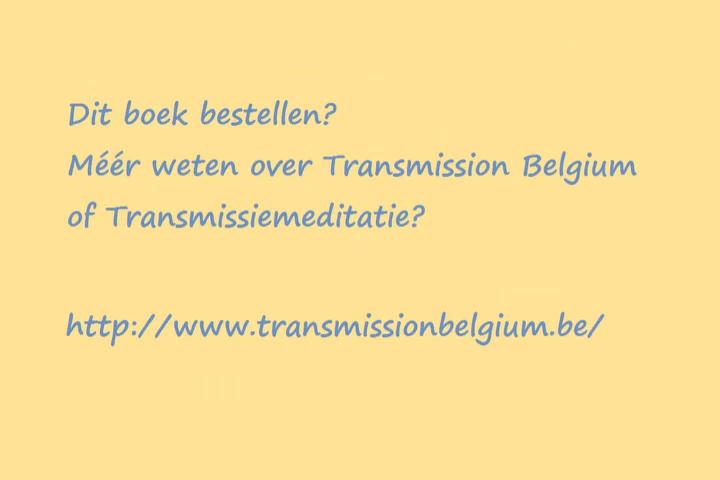 Dit boek bestellen?
Méér weten over Transmission Belgium
of Transmissiemeditatie?
http://www.transmissionbelgium.be/